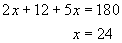 2x + 12 + 5x = 180
x = 24